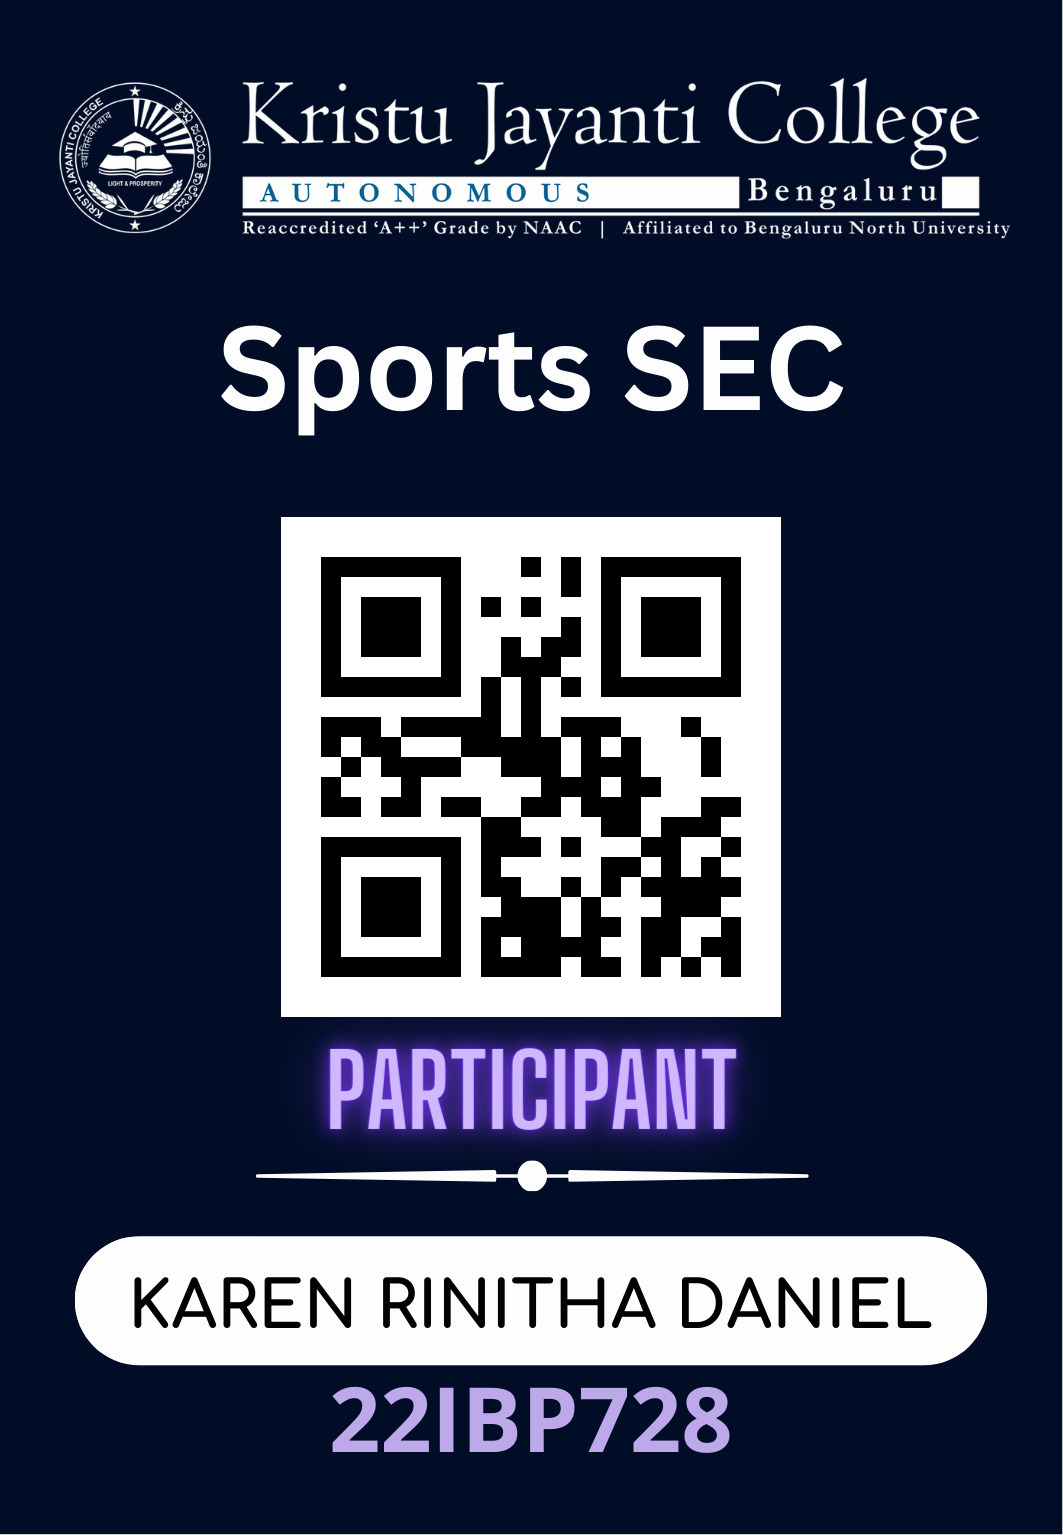 KRISTU JAYANTI COLLEGE
ಕ್ರಿಸ್ತು ಜಯಂತಿ ಕಾಲೇಜು
LIGHT & PROSPERITY
Kristu Jayanti College
AUTONOMOUS Bengaluru
Reaccredited ‘A++’ Grade by NAAC | Affiliated to Bengaluru North University
Sports SEC
PARTICIPANT
KAREN RINITHA DANIEL
22IBP728